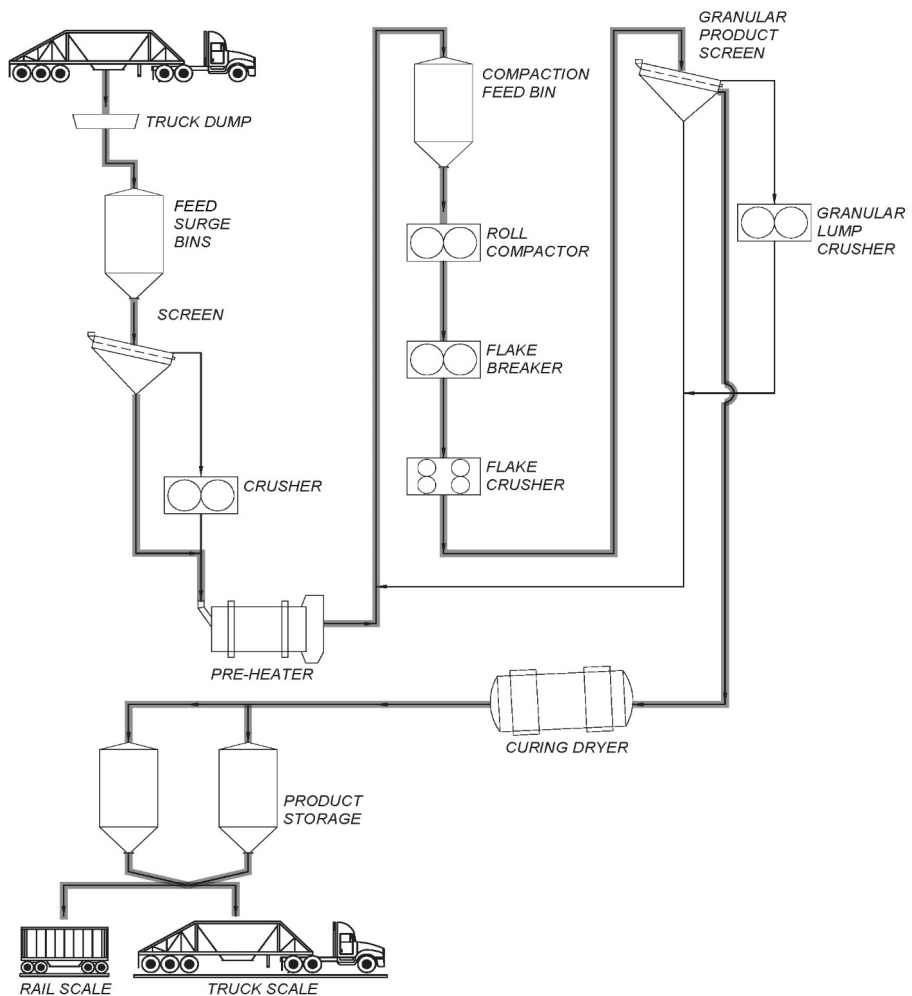 GRANULAR
PRODUCT
SCREEN
COMPACTION
FEED BIN
TRUCK DUMP
FEED
SURGE
BINS
ROLL
COMPACTOR
GRANULAR
LUMP
CRUSHER
SCREEN
FLAKE
BREAKER
CRUSHER
FLAKE
CRUSHER
PRE-HEATER
CURING DRYER
PRODUCT
STORAGE
RAIL SCALE
TRUCK SCALE